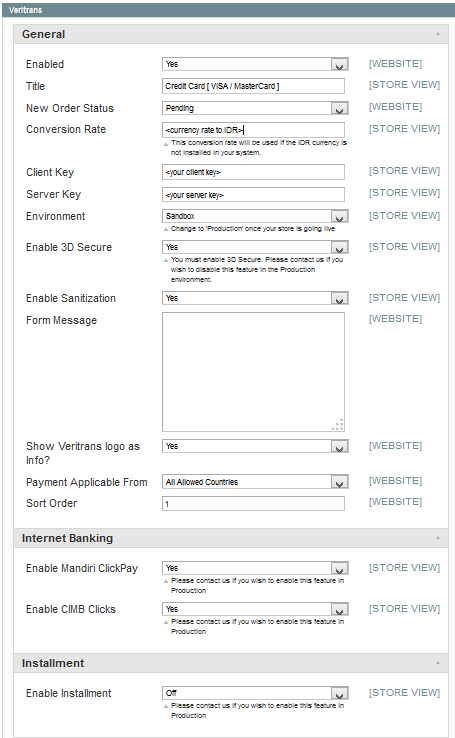 Veritrans
General
Enabled Yes [WEBSITE]
Title Credit Card [ VISA / MasterCard ] [STORE VIEW]
New Order Status Pending [WEBSITE]
Conversion Rate <currency rate to IDR> [STORE VIEW]
This conversion rate will be used if the IDR currency is
not installed in your system.
Client Key <your client key> [STORE VIEW]
Server Key <your server key> [STORE VIEW]
Environment Sandbox [STORE VIEW]
Change to 'Production' once your store is going live
Enable 3D Secure Yes [STORE VIEW]
You must enable 3D Secure. Please contact us if you
wish to disable this feature in the Production
environment.
Enable Sanitization Yes [STORE VIEW]
Form Message [WEBSITE]
Show Veritrans logo as Yes [WEBSITE]
Info?
Payment Applicable From All Allowed Countries [WEBSITE]
Sort Order 1 [WEBSITE]
Internet Banking
Enable Mandiri ClickPay Yes [STORE VIEW]
Please contact us if you wish to enable this feature in
Production
Enable CIMB Clicks Yes [STORE VIEW]
Please contact us if you wish to enable this feature in
Production
Installment
Enable Installment Off [STORE VIEW]
Please contact us if you wish to enable this feature in
Production